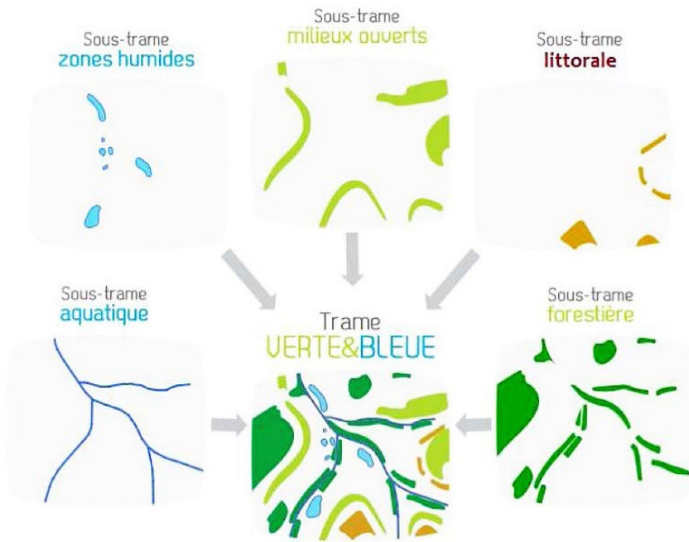 Sous-trame
zones humides
Sous-trame
milieux ouverts
Sous-trame
littorale
Sous-trame
aquatique
Trame
VERTE&BLEUE
Sous-trame
forestière